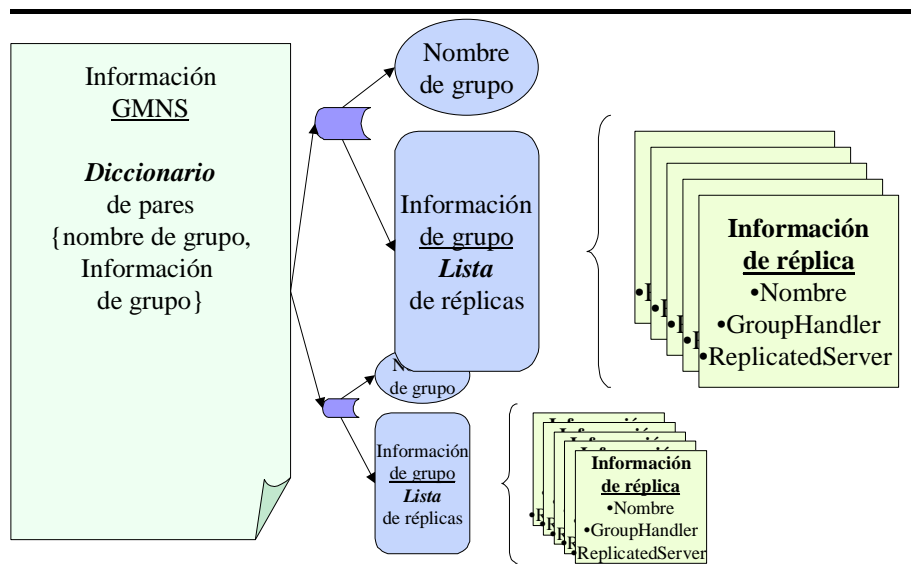 Información
GMNS
Diccionario
de pares
{nombre de grupo,
Información
de grupo}
Nombre
de grupo
Información
de grupo
Lista
de réplicas
Información
de réplica
•Nombre
•GroupHandler
•ReplicatedServer
de grupo
Información
de grupo
Lista
de réplicas
Información
de réplica
•Nombre
•GroupHandler
•ReplicatedServer